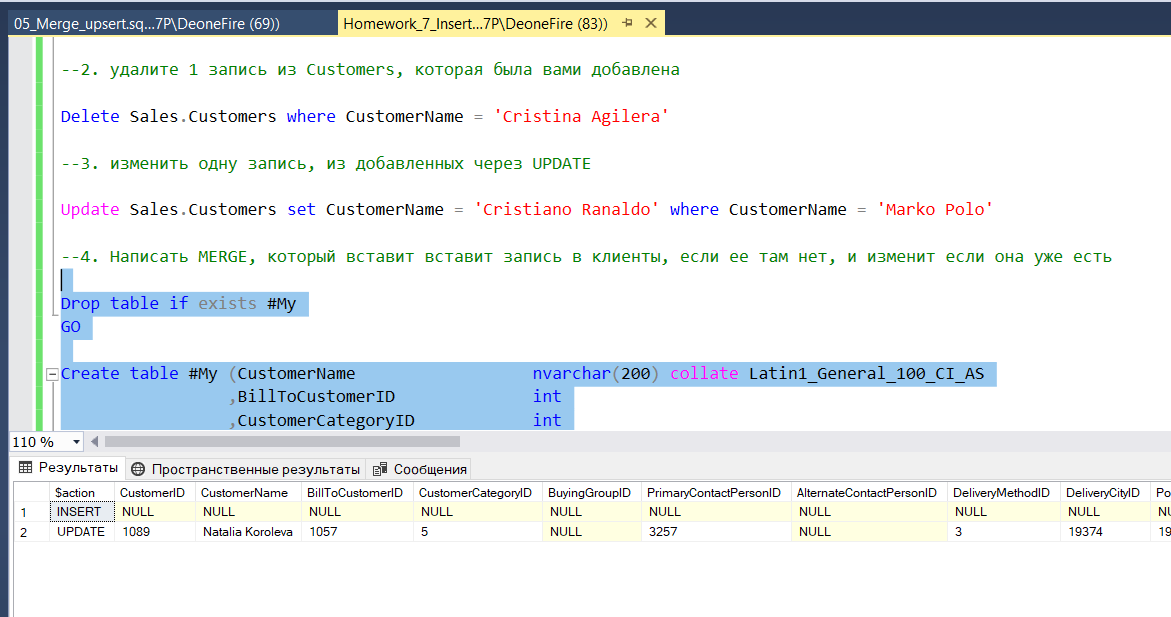 05_Merge_upsert.sq...7P\DeoneFire (69)) Homework_7_Insert...7P\DeoneFire (83))
--2. удалите 1 запись из Customers, которая была вами добавлена
Delete Sales.Customers where CustomerName = 'Cristina Agilera'
--3. изменить одну запись, из добавленных через UPDATE
Update Sales.Customers set CustomerName = 'Cristiano Ranaldo' where CustomerName = 'Marko Polo'
--4. Написать MERGE, который вставит вставит запись в клиенты, если ее там нет, и изменит если она уже есть
Drop table if exists #My
GO
Create table #My (CustomerName nvarchar(200) collate Latin1_General_100_CI_AS
,BillToCustomerID int
,CustomerCategoryID int
110 %
Результаты Пространственные результаты Сообщения
$action CustomerID CustomerName BillToCustomerID CustomerCategoryID BuyingGroupID PrimaryContactPersonID AlternateContactPersonID DeliveryMethodID DeliveryCityID Po
1 INSERT NULL NULL NULL NULL NULL NULL NULL NULL NULL NU
2 UPDATE 1089 Natalia Koroleva 1057 5 NULL 3257 NULL 3 19374 19